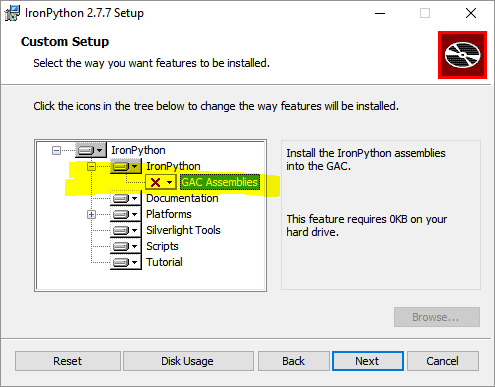 IronPython 2.7.7 Setup
Custom Setup
Select the way you want features to be installed.
Click the icons in the tree below to change the way features will be installed.
IronPython
IronPython
GAC Assemblies
Documentation
Platforms
Silverlight Tools
Scripts
Tutorial
Install the IronPython assemblies
into the GAC.
This feature requires 0KB on your
hard drive.
Browse...
Reset
Disk Usage
Back
Next
Cancel